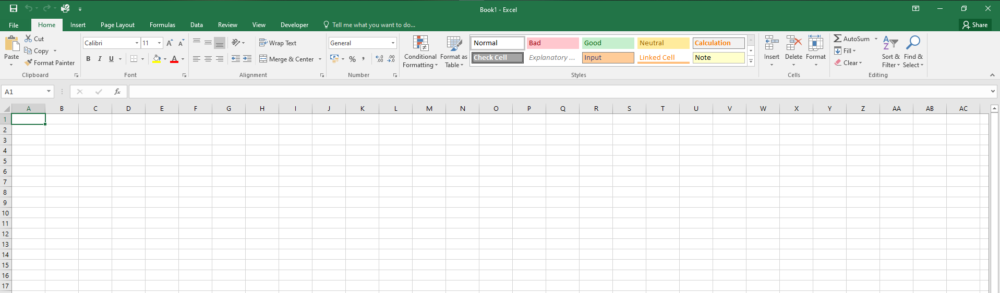 Book1 - Excel
File Home Insert Page Layout Formulas Data Review View Developer Tell me what you want to do... Share
Paste
Cut
Copy
Format Painter
Clipboard
Calibri 11
B I U A
Font
Wrap Text
Merge & Center
Alignment
General
% ,
Number
Conditional Formatting
Format as Table
Normal Bad Good Neutral Calculation
Check Cell Explanatory ... Input Linked Cell Note
Styles
Insert Delete Format
Cells
AutoSum
Fill
Clear
Sort & Filter
Find & Select
Editing
A1 fx
A B C D E F G H I J K L M N O P Q R S T U V W X Y Z AA AB AC
1
2
3
4
5
6
7
8
9
10
11
12
13
14
15
16
17